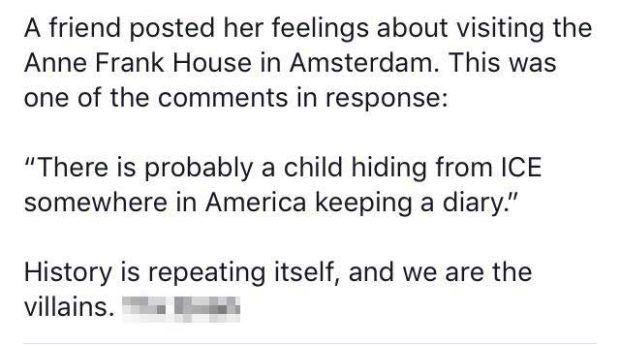 A friend posted her feelings about visiting the
Anne Frank House in Amsterdam. This was
one of the comments in response:
“There is probably a child hiding from ICE
somewhere in America keeping a diary.”
History is repeating itself, and we are the
villains.